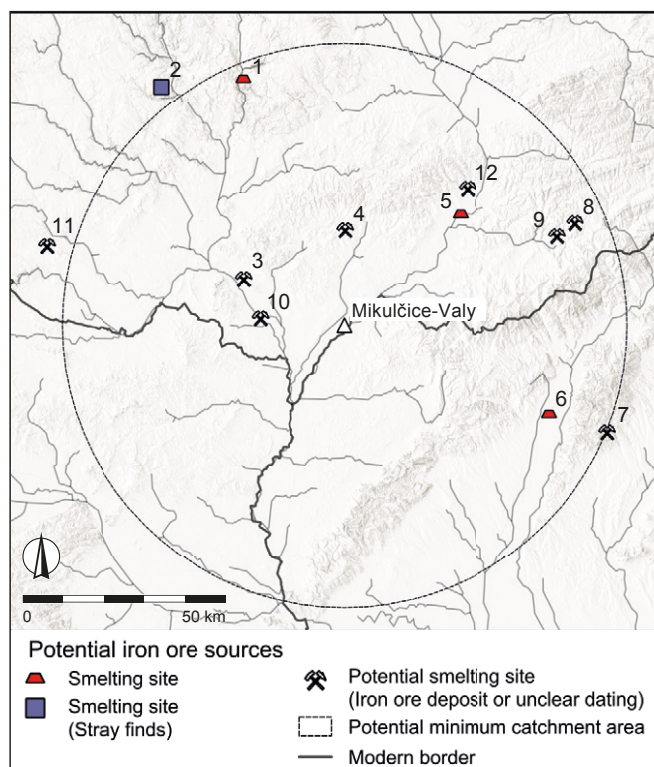 2
1
12
5
4
11
9
8
3
10
Mikulčice-Valy
6
7
0
50 km
Potential iron ore sources
Smelting site
Smelting site
(Stray finds)
Potential smelting site
(Iron ore deposit or unclear dating)
Potential minimum catchment area
Modern border